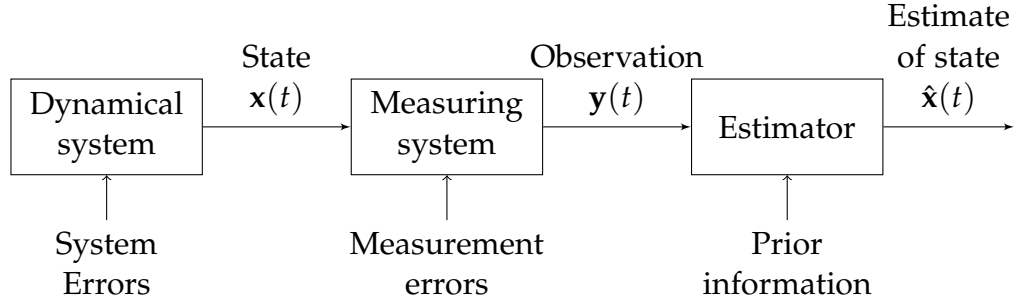 State
𝐱(t)
Observation
𝐲(t)
Estimate
of state
𝐱̂(t)
Dynamical
system
Measuring
system
Estimator
System
Errors
Measurement
errors
Prior
information